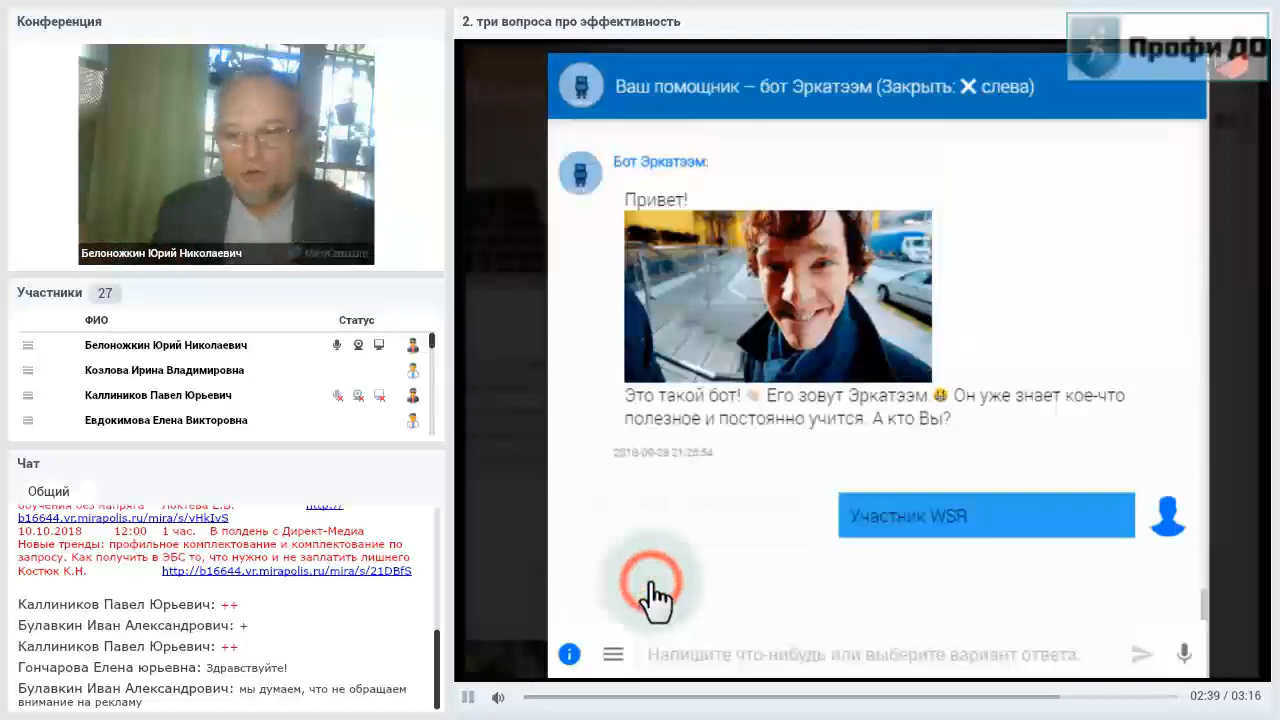 Конференция
2. три вопроса про эффективность
Профи ДО
Белоножкин Юрий Николаевич
Участники 27
ФИО Статус
Белоножкин Юрий Николаевич
Козлова Ирина Владимировна
Каллиников Павел Юрьевич
Евдокимова Елена Викторовна
Чат
Общий
b16644.vr.mirapolis.ru/mira/s/vHkIvS
10.10.2018 12:00 1 час. В полдень с Директ-Медиа
Новые тренды: профильное комплектование и комплектование по
запросу. Как получить в ЭБС то, что нужно и не заплатить лишнего
Костюк К.Н. http://b16644.vr.mirapolis.ru/mira/s/21DBfS
Каллиников Павел Юрьевич: ++
Булавкин Иван Александрович: +
Каллиников Павел Юрьевич: ++
Гончарова Елена юрьевна: Здравствуйте!
Булавкин Иван Александрович: мы думаем, что не обращаем
внимание на рекламу
Ваш помощник – бот Эркатээм (Закрыть: ✕ слева)
Бот Эркатээм:
Привет!
Это такой бот! Его зовут Эркатээм Он уже знает кое-что
полезное и постоянно учится. А кто Вы?
Участник WSR
Напишите что-нибудь или выберите вариант ответа.
02:39 / 03:16